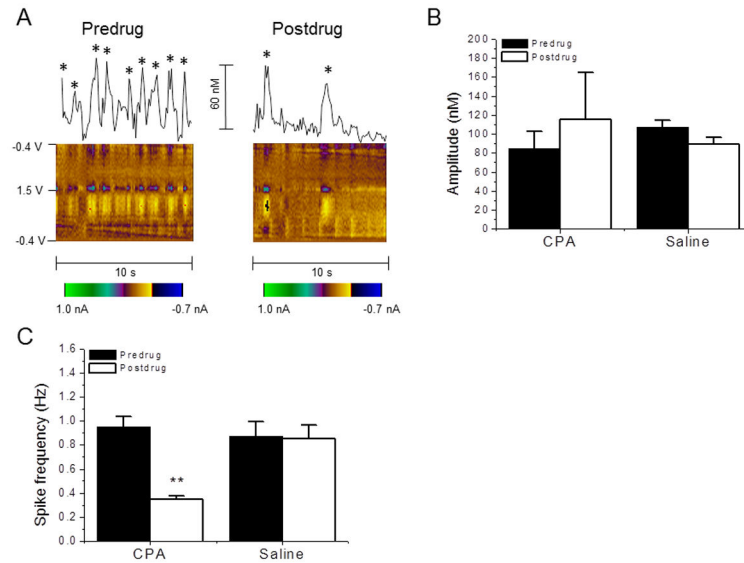 A
Predrug
Postdrug
* * * * * * * * *
* *
60 nM
-0.4 V
1.5 V
-0.4 V
10 s
10 s
1.0 nA -0.7 nA
1.0 nA -0.7 nA
B
Predrug
Postdrug
Amplitude (nM)
200
180
160
140
120
100
80
60
40
20
0
CPA Saline
C
Predrug
Postdrug
Spike frequency (Hz)
1.6
1.4
1.2
1.0
0.8
0.6
0.4
0.2
0.0
**
CPA Saline